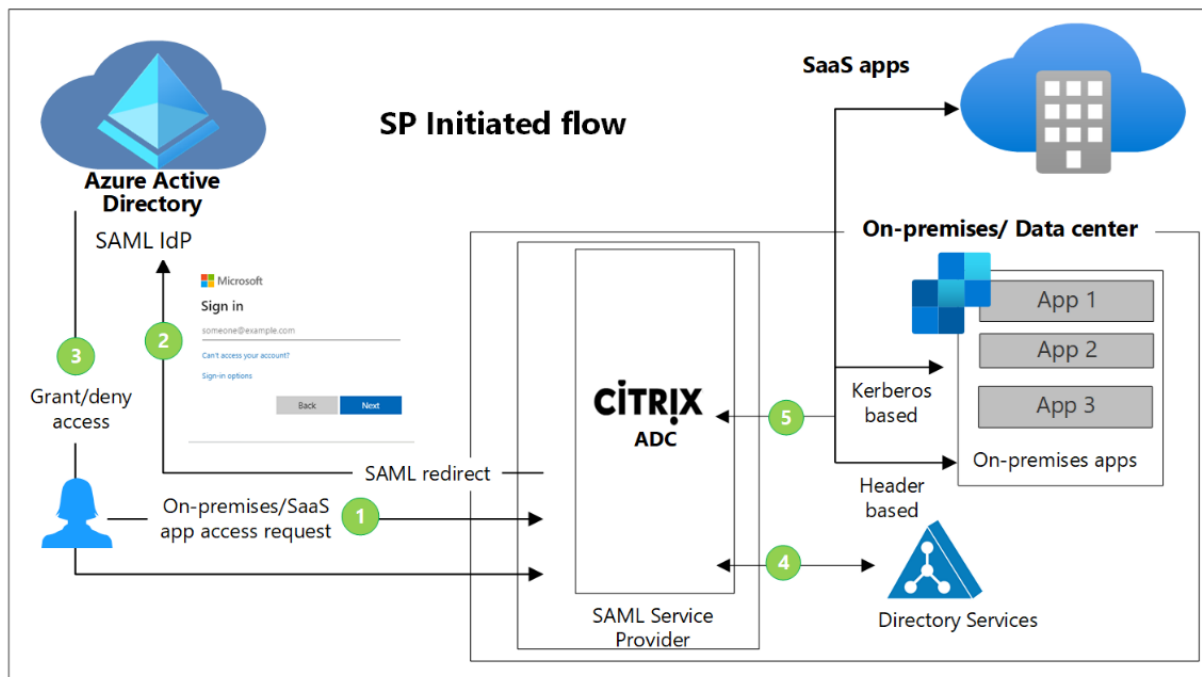 SaaS apps
SP Initiated flow
Azure Active
Directory
SAML IdP
On-premises/ Data center
Microsoft
Sign in
someone@example.com
Can't access your account?
Sign-in options
Back
Next
2
3
Grant/deny
access
App 1
App 2
App 3
On-premises apps
Kerberos
based
CİTRİX
ADC
5
SAML redirect
Header
based
On-premises/SaaS
app access request
1
4
SAML Service
Provider
Directory Services